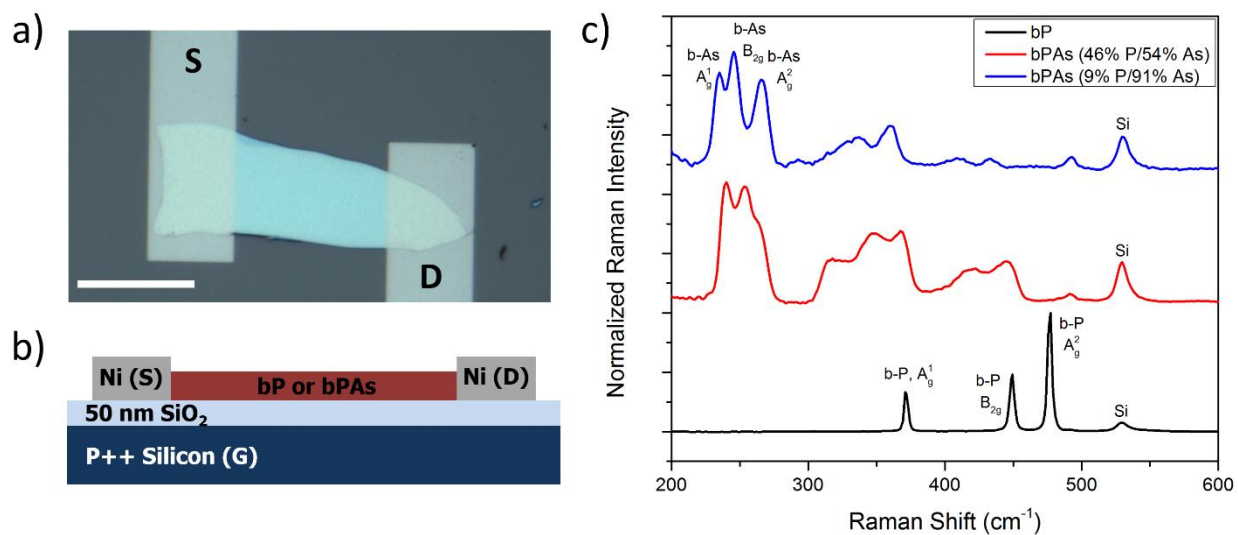 a)
S
D
b)
Ni (S)
bP or bPAs
Ni (D)
50 nm SiO₂
P++ Silicon (G)
c)
Normalized Raman Intensity
bP
bPAs (46% P/54% As)
bPAs (9% P/91% As)
b-As
A¹g
b-As
B₂g
b-As
A²g
Si
Si
b-P, A¹g
b-P
B₂g
b-P
A²g
Si
200
300
400
500
600
Raman Shift (cm⁻¹)